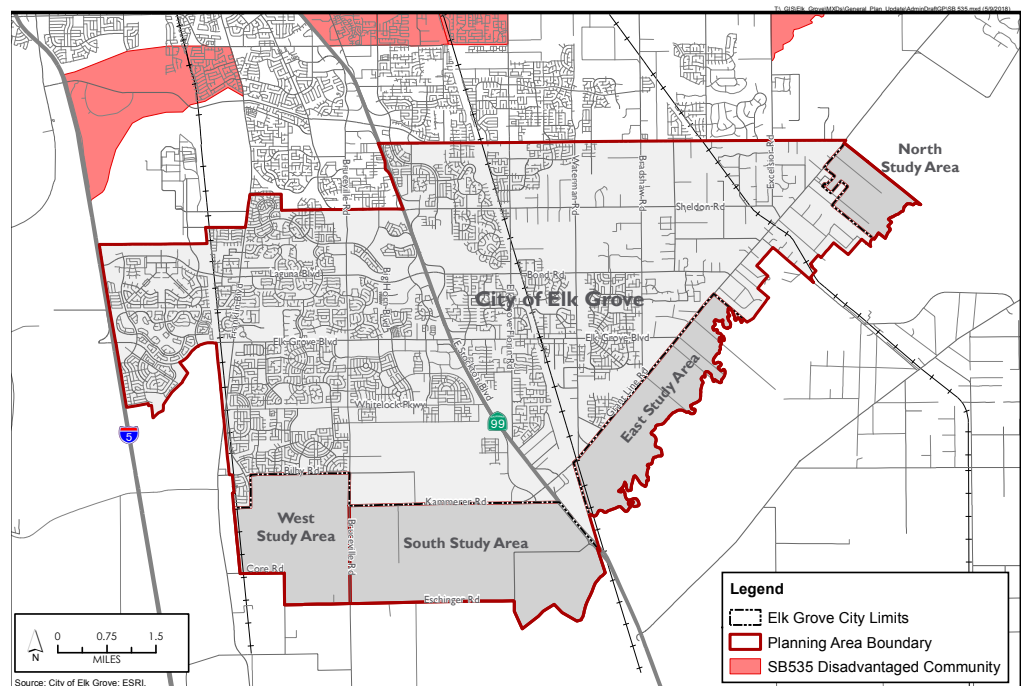 T:\_GIS\Elk_Grove\MXDs\General_Plan_Update\AdminDraftGP\SB 535.mxd (5/9/2018)
North
Study Area
Excelsior Rd
Bradshaw Rd
Waterman Rd
Bruceville Rd
Sheldon Rd
Laguna Blvd
Bond Rd
City of Elk Grove
Elk Grove Blvd
Elk Grove Blvd
Grant Line Rd
East Study Area
Whitelock Pkwy
99
5
Bilby Rd
Kammerer Rd
West
Study Area
Bruceville Rd
South Study Area
Core Rd
Eschinger Rd
Legend
Elk Grove City Limits
Planning Area Boundary
SB535 Disadvantaged Community
N
0 0.75 1.5
MILES
Source: City of Elk Grove; ESRI.